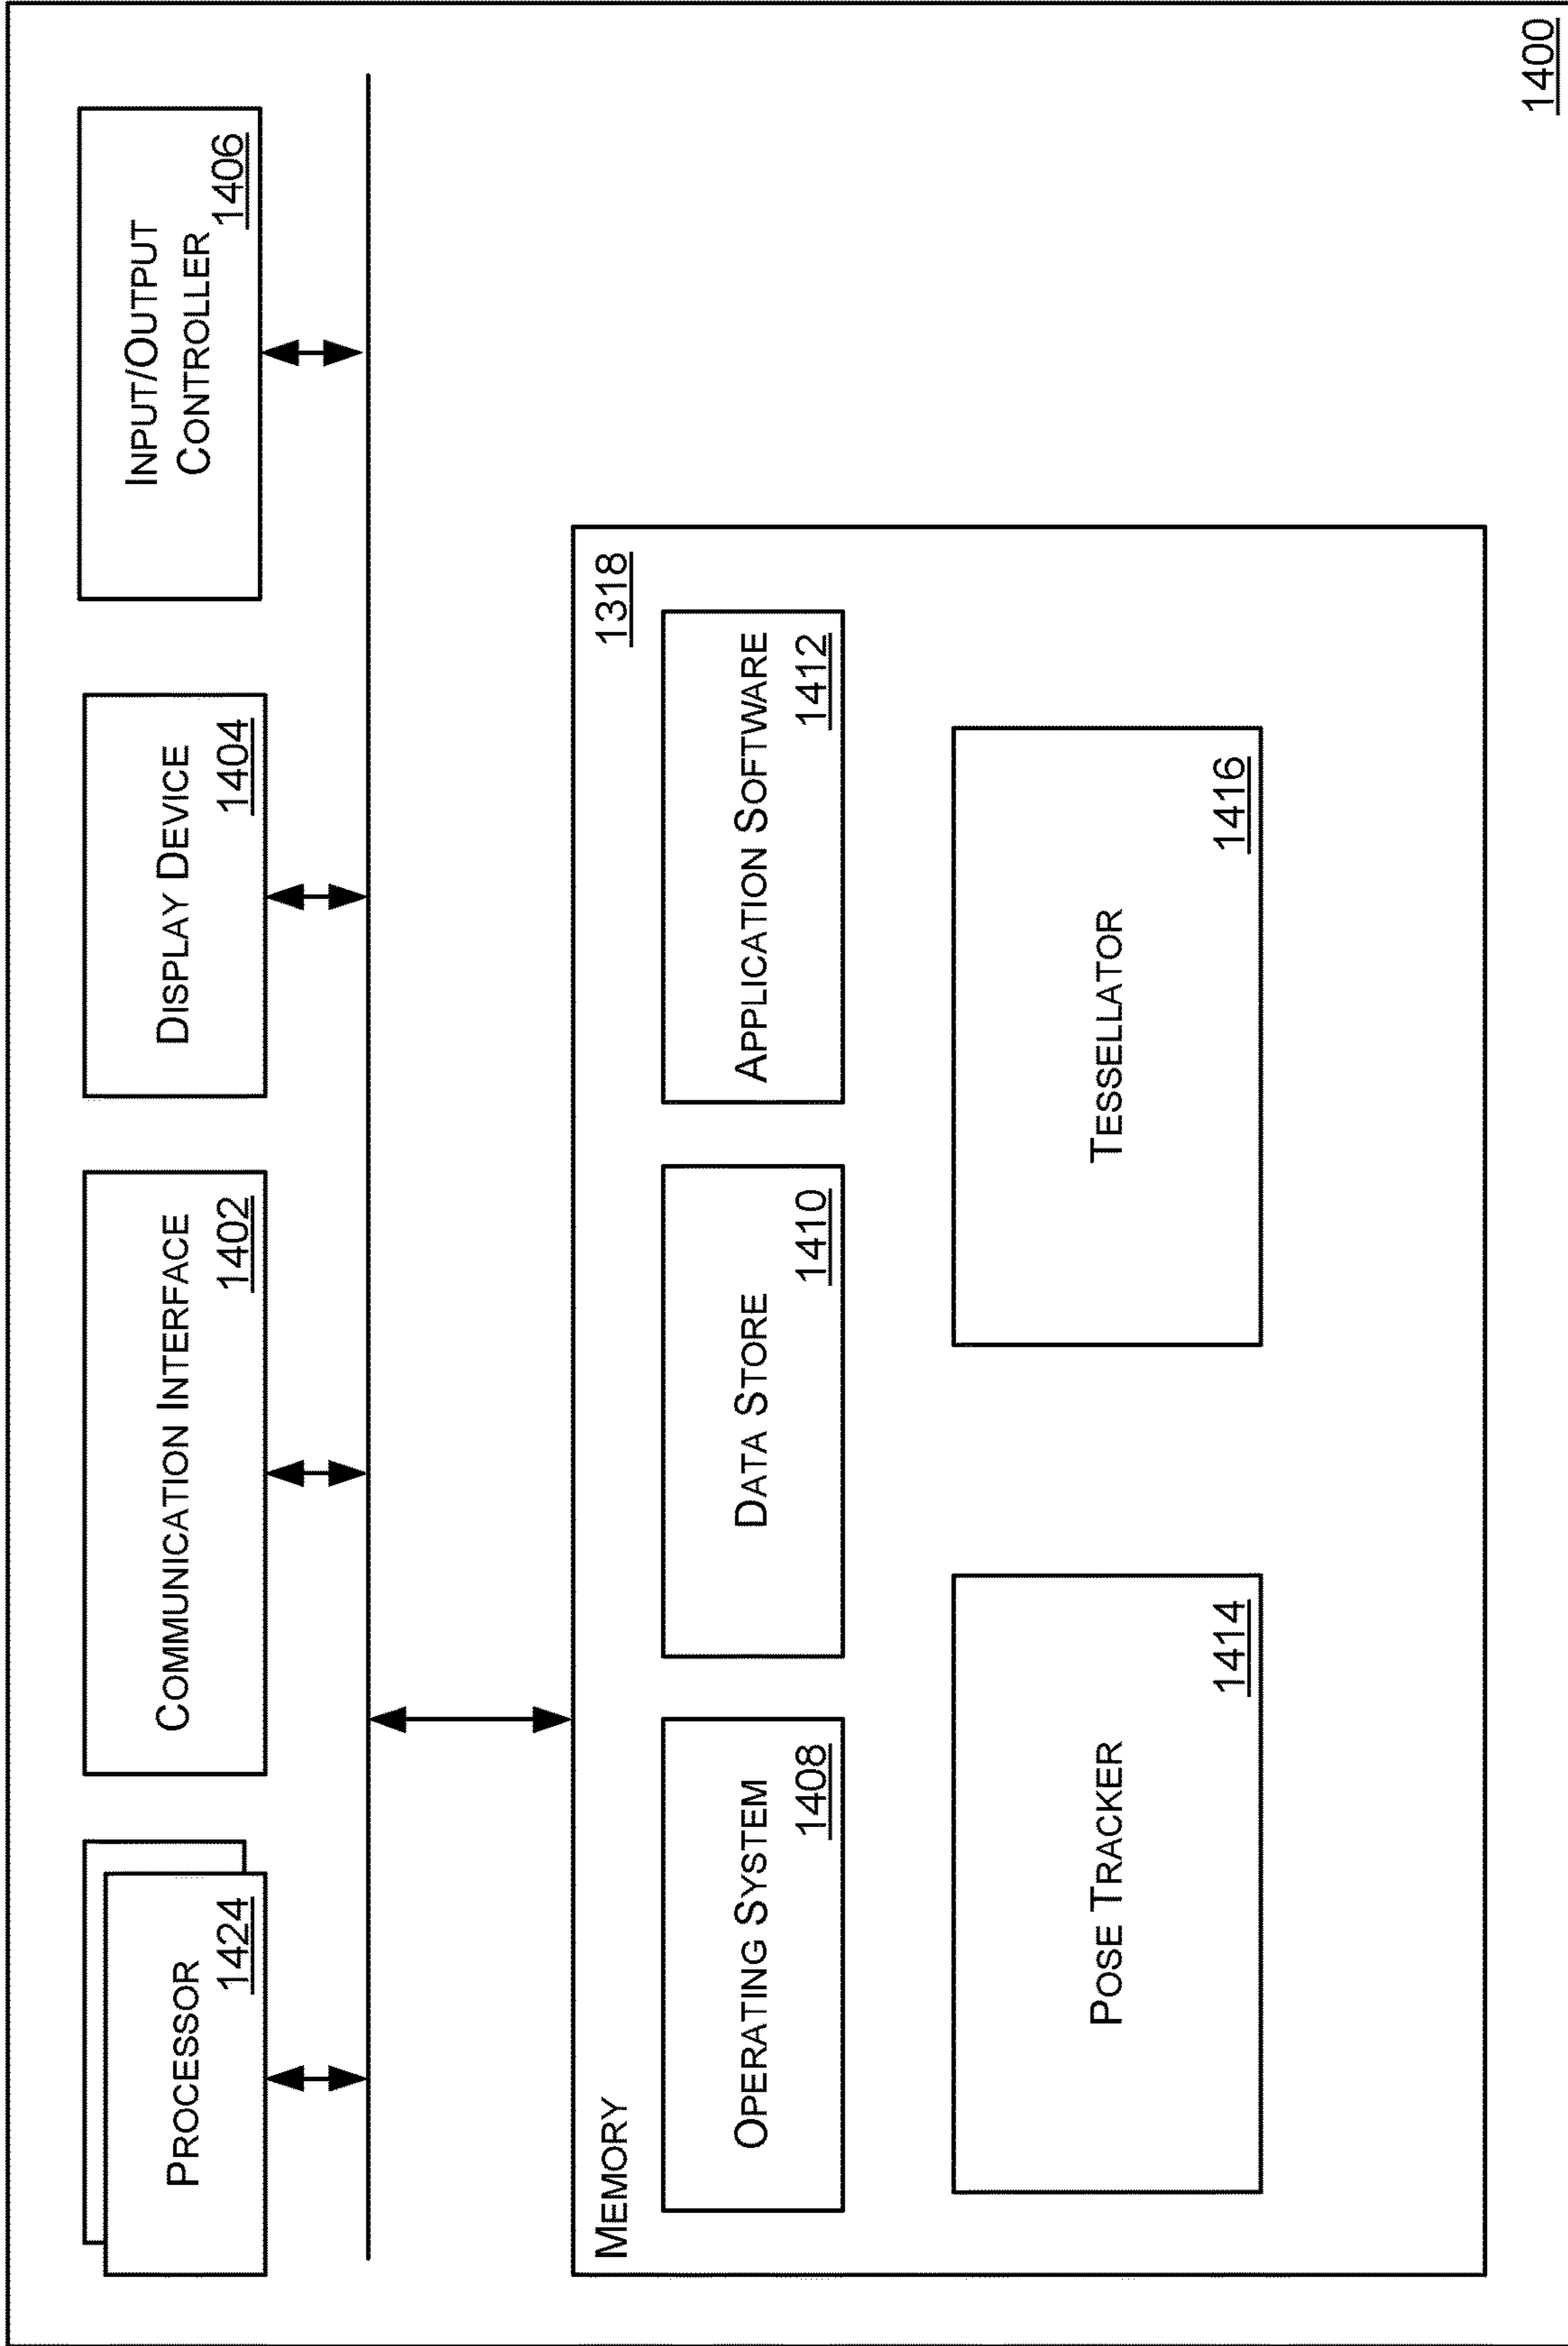 PROCESSOR
1424
COMMUNICATION INTERFACE
1402
DISPLAY DEVICE
1404
INPUT/OUTPUT
CONTROLLER
1406
MEMORY
1318
OPERATING SYSTEM
1408
DATA STORE
1410
APPLICATION SOFTWARE
1412
POSE TRACKER
1414
TESSELLATOR
1416
1400